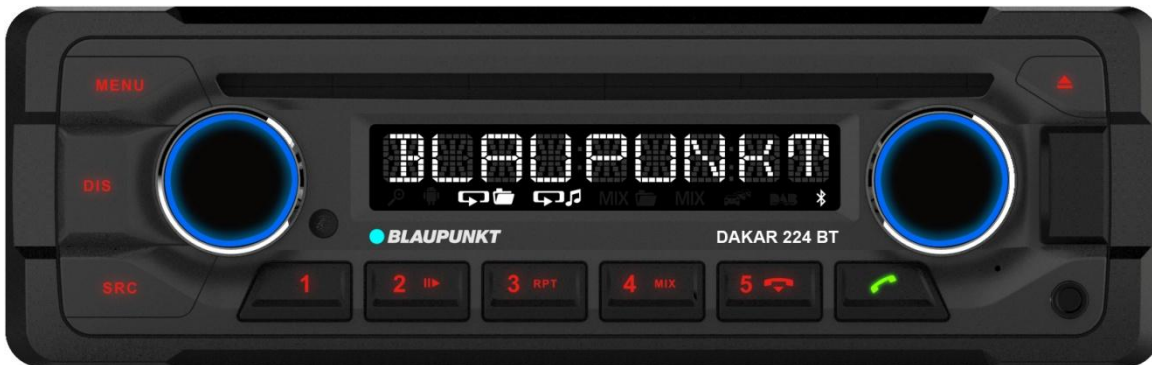 MENU
BLAUPUNKT
DIS
MIX MIX DAB
BLAUPUNKT DAKAR 224 BT
SRC
1 2 3 RPT 4 MIX 5